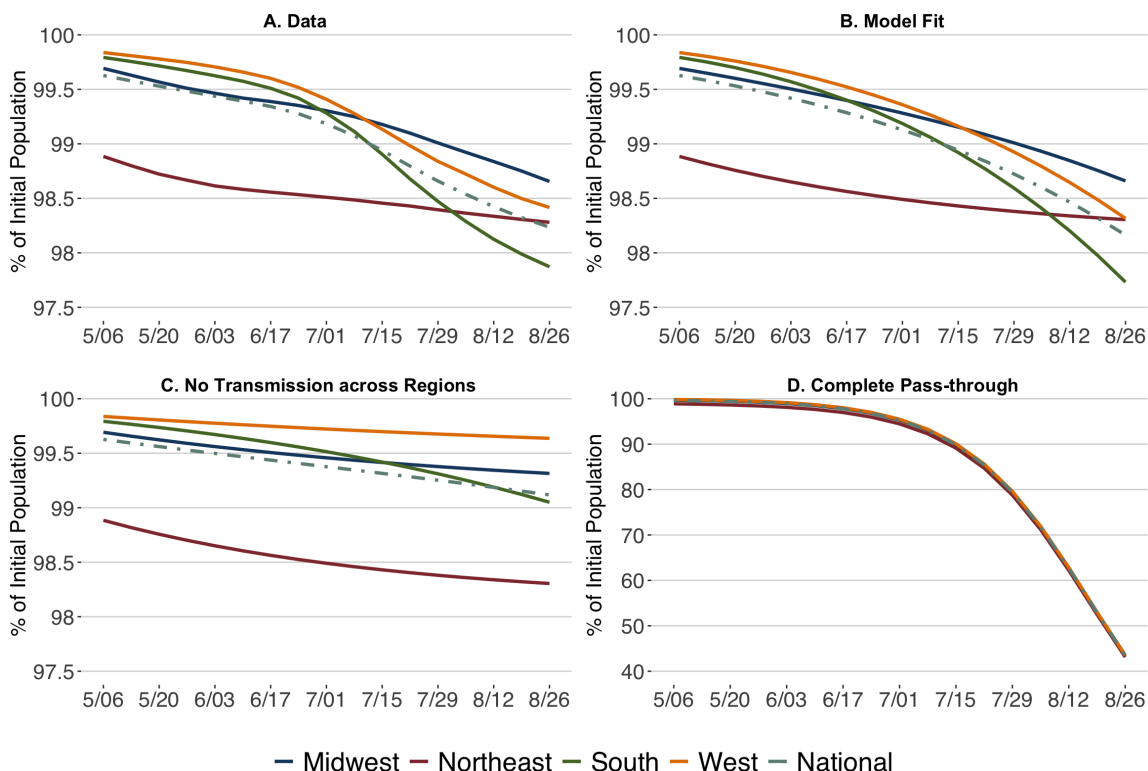 A. Data
% of Initial Population
100
99.5
99
98.5
98
97.5
5/06 5/20 6/03 6/17 7/01 7/15 7/29 8/12 8/26
B. Model Fit
% of Initial Population
100
99.5
99
98.5
98
97.5
5/06 5/20 6/03 6/17 7/01 7/15 7/29 8/12 8/26
C. No Transmission across Regions
% of Initial Population
100
99.5
99
98.5
98
97.5
5/06 5/20 6/03 6/17 7/01 7/15 7/29 8/12 8/26
D. Complete Pass-through
% of Initial Population
100
90
80
70
60
50
40
5/06 5/20 6/03 6/17 7/01 7/15 7/29 8/12 8/26
Midwest Northeast South West National